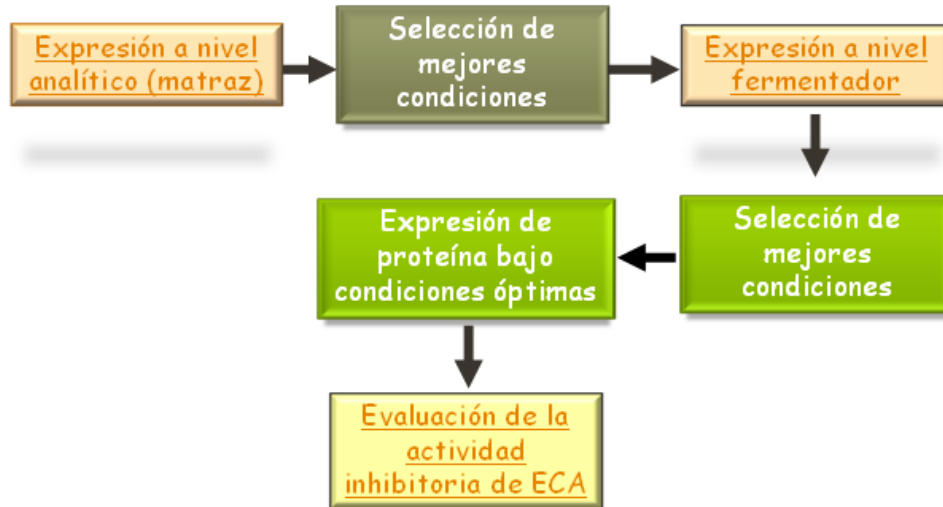 Expresión a nivel
analítico (matraz)
Selección de
mejores
condiciones
Expresión a nivel
fermentador
Selección de
mejores
condiciones
Expresión de
proteína bajo
condiciones óptimas
Evaluación de la
actividad
inhibitoria de ECA